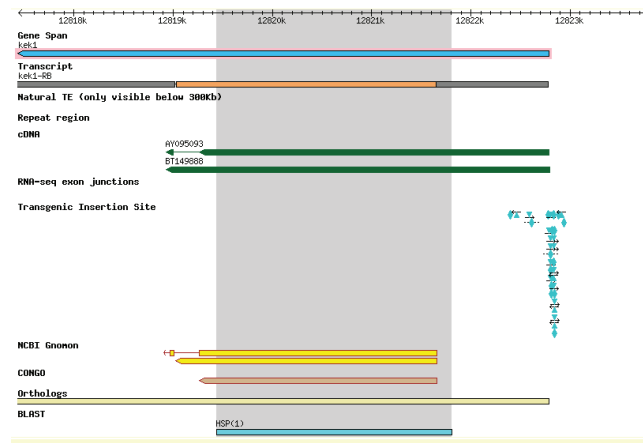 12818k 12819k 12820k 12821k 12822k 12823k
Gene Span
kek1
Transcript
kek1-RB
Natural TE (only visible below 300Kb)
Repeat region
cDNA
AY095093
BT149888
RNA-seq exon junctions
Transgenic Insertion Site
NCBI Gnomon
CONGO
Orthologs
BLAST
HSP(1)